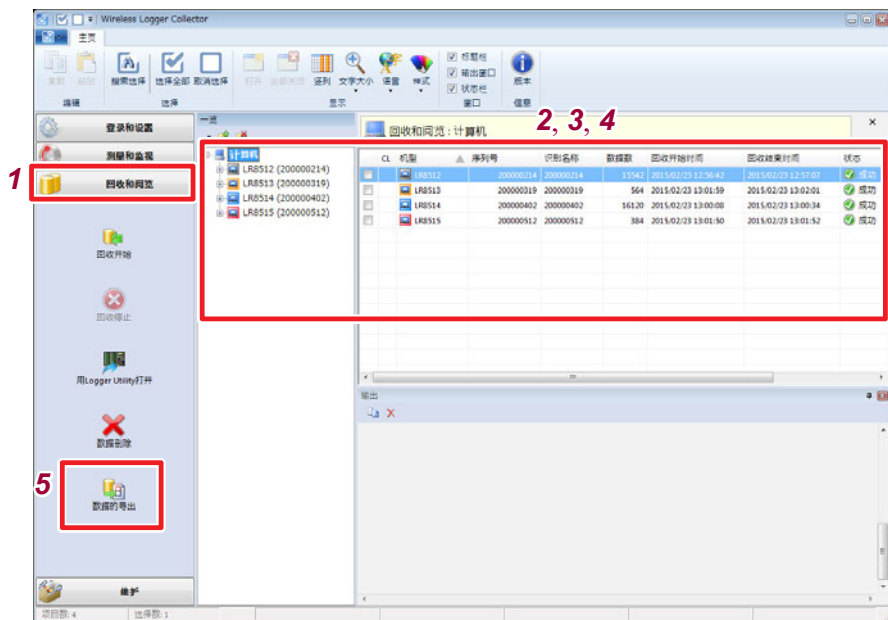 Wireless Logger Collector
主页
搜索选择 选择全部 取消选择 打开 全部关闭 竖列 文字大小 语言 样式
标题栏
输出窗口
状态栏
版本
编辑 选择 显示 窗口 信息
登录和设置
测量和监视
1 回收和阅览
回收开始
回收停止
用Logger Utility打开
数据删除
5
数据的导出
维护
一览
计算机
LR8512 (200000214)
LR8513 (200000319)
LR8514 (200000402)
LR8515 (200000512)
回收和阅览 : 计算机
2, 3, 4
CL 机型 序列号 识别名称 数据数 回收开始时间 回收结束时间 状态
LR8512 200000214 200000214 15542 2015/02/23 12:56:42 2015/02/23 12:57:07 成功
LR8513 200000319 200000319 564 2015/02/23 13:01:59 2015/02/23 13:02:01 成功
LR8514 200000402 200000402 16120 2015/02/23 13:00:08 2015/02/23 13:00:34 成功
LR8515 200000512 200000512 384 2015/02/23 13:01:50 2015/02/23 13:01:52 成功
输出
项目数: 4 选择数: 1